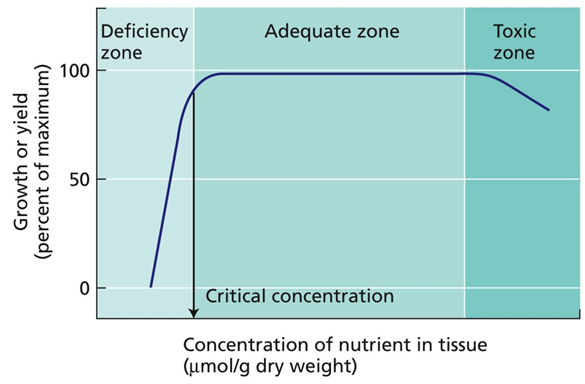 Deficiency
zone
Adequate zone
Toxic
zone
100
50
0
Growth or yield
(percent of maximum)
Critical concentration
Concentration of nutrient in tissue
(μmol/g dry weight)